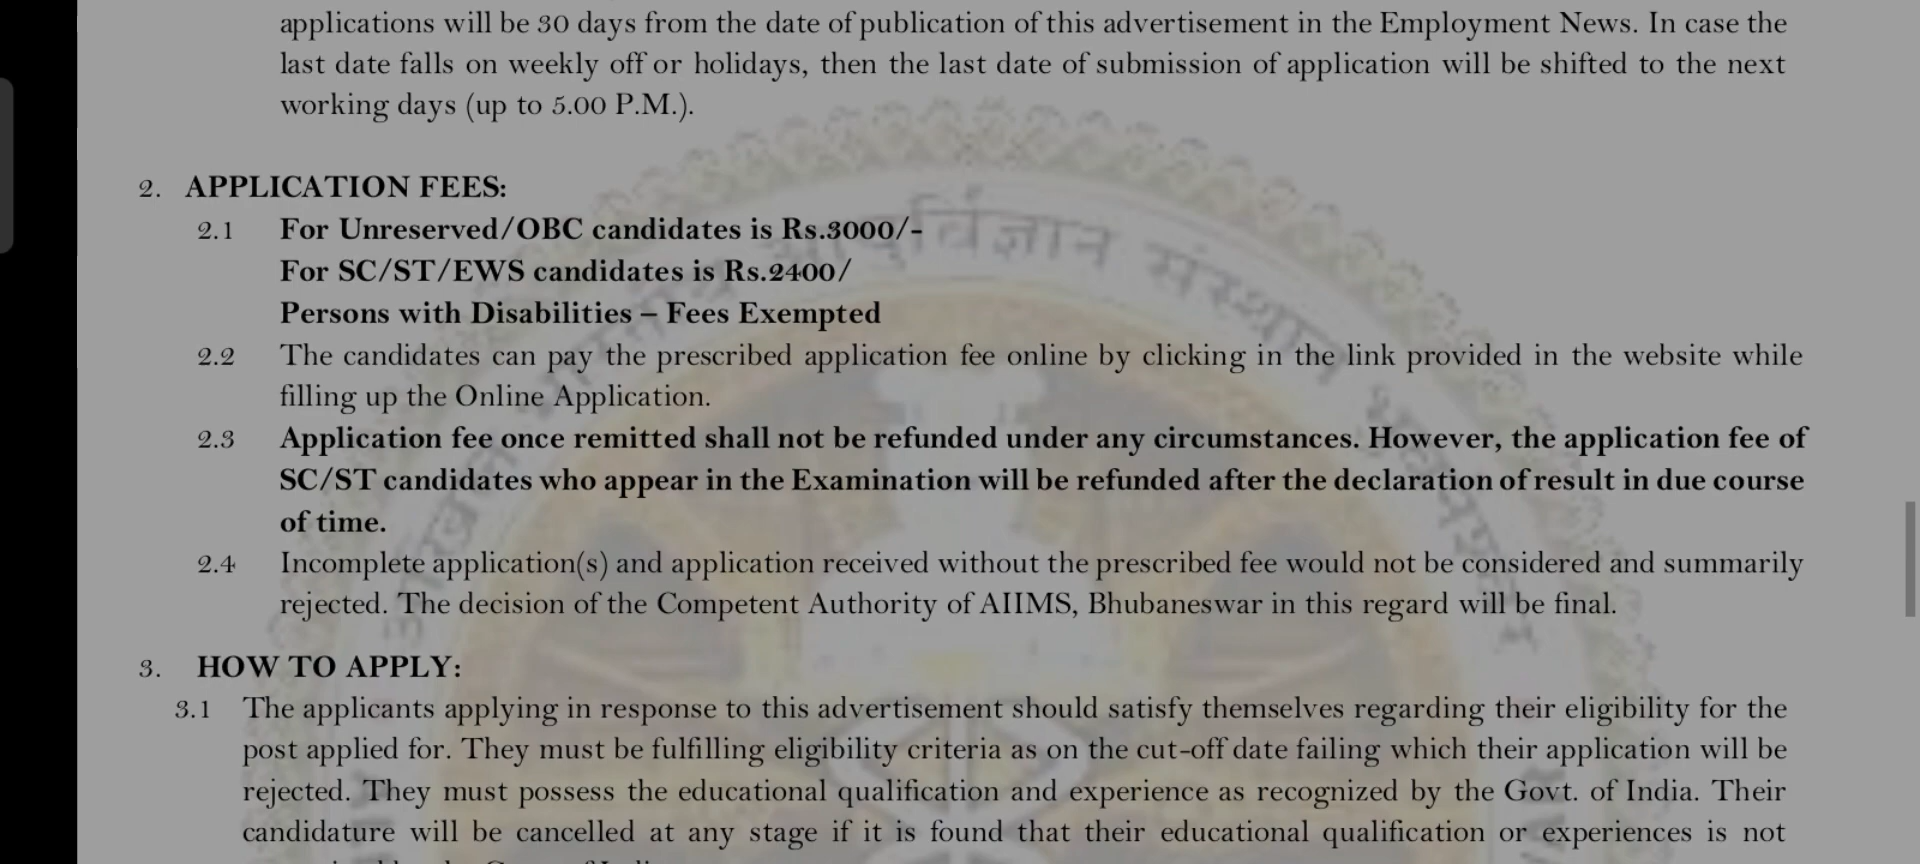 applications will be 30 days from the date of publication of this advertisement in the Employment News. In case the
last date falls on weekly off or holidays, then the last date of submission of application will be shifted to the next
working days (up to 5.00 P.M.).
2. APPLICATION FEES:
2.1 For Unreserved/OBC candidates is Rs.3000/-
For SC/ST/EWS candidates is Rs.2400/
Persons with Disabilities – Fees Exempted
2.2 The candidates can pay the prescribed application fee online by clicking in the link provided in the website while
filling up the Online Application.
2.3 Application fee once remitted shall not be refunded under any circumstances. However, the application fee of
SC/ST candidates who appear in the Examination will be refunded after the declaration of result in due course
of time.
2.4 Incomplete application(s) and application received without the prescribed fee would not be considered and summarily
rejected. The decision of the Competent Authority of AIIMS, Bhubaneswar in this regard will be final.
3. HOW TO APPLY:
3.1 The applicants applying in response to this advertisement should satisfy themselves regarding their eligibility for the
post applied for. They must be fulfilling eligibility criteria as on the cut-off date failing which their application will be
rejected. They must possess the educational qualification and experience as recognized by the Govt. of India. Their
candidature will be cancelled at any stage if it is found that their educational qualification or experiences is not
आयुर्विज्ञान संस्थान